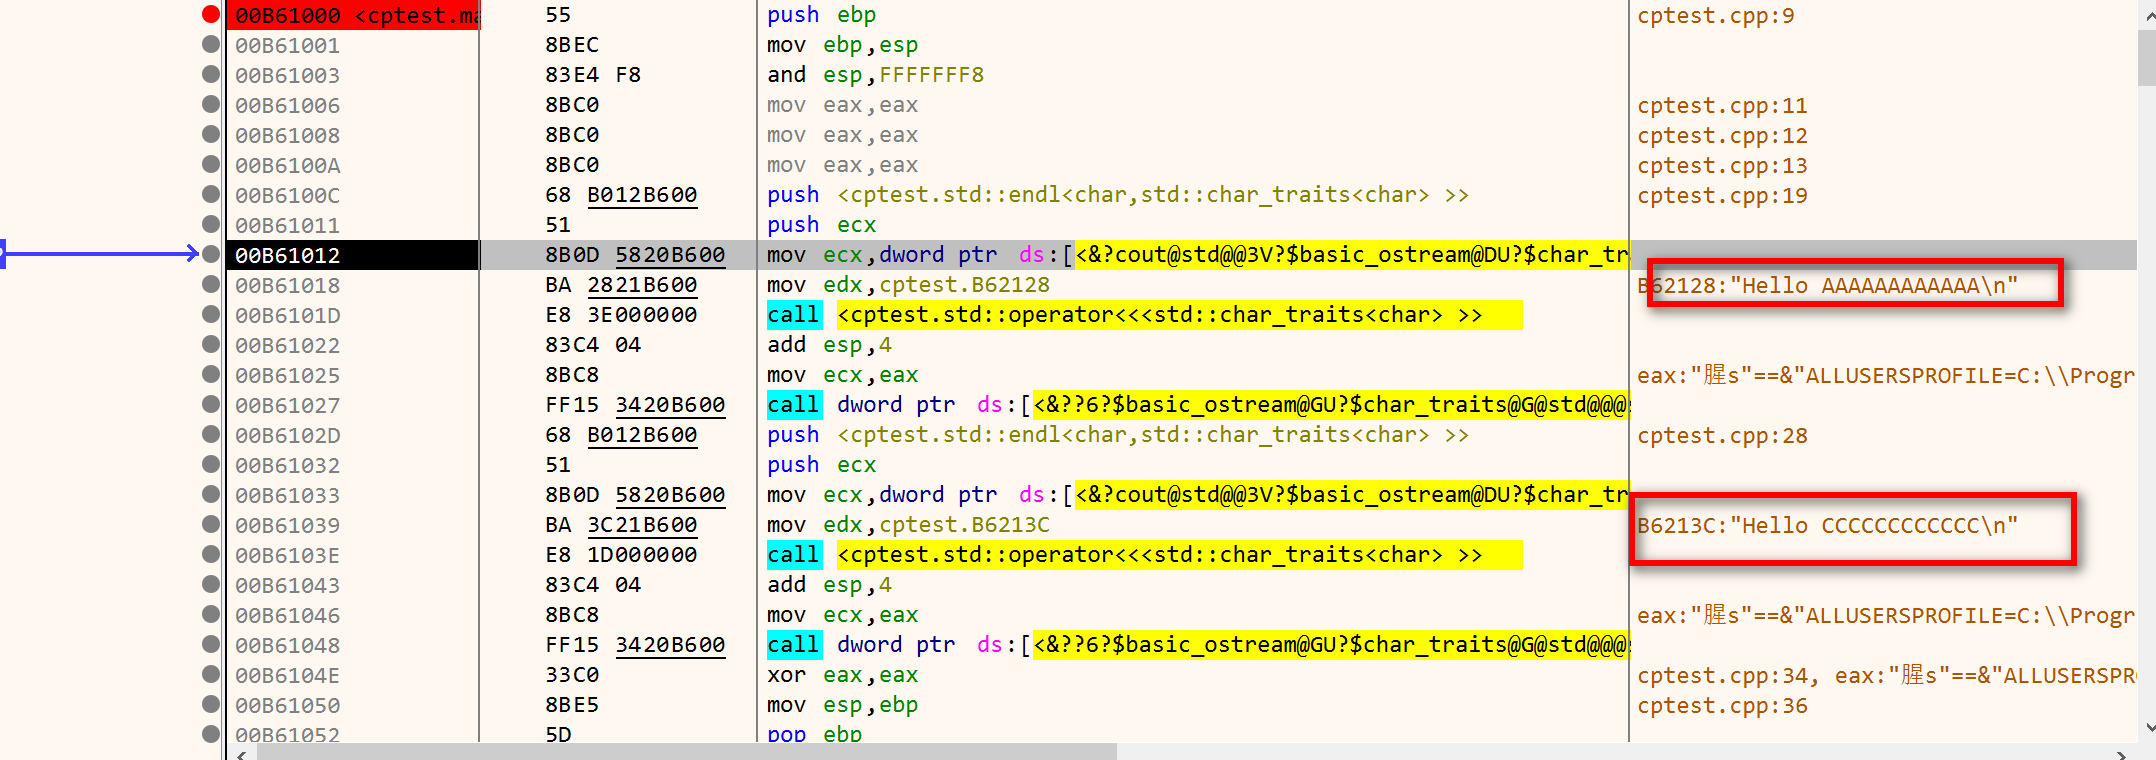 00B61000 <cptest.ma 55 push ebp cptest.cpp:9
00B61001 8BEC mov ebp,esp
00B61003 83E4 F8 and esp,FFFFFFF8
00B61006 8BC0 mov eax,eax cptest.cpp:11
00B61008 8BC0 mov eax,eax cptest.cpp:12
00B6100A 8BC0 mov eax,eax cptest.cpp:13
00B6100C 68 B012B600 push <cptest.std::endl<char,std::char_traits<char> >> cptest.cpp:19
00B61011 51 push ecx
00B61012 8B0D 5820B600 mov ecx,dword ptr ds:[<&?cout@std@@3V?$basic_ostream@DU?$char_tr
00B61018 BA 2821B600 mov edx,cptest.B62128 B62128:"Hello AAAAAAAAAAAA\n"
00B6101D E8 3E000000 call <cptest.std::operator<<<std::char_traits<char> >>
00B61022 83C4 04 add esp,4
00B61025 8BC8 mov ecx,eax eax:"腥s"==&"ALLUSERSPROFILE=C:\\Progr
00B61027 FF15 3420B600 call dword ptr ds:[<&??6?$basic_ostream@GU?$char_traits@G@std@@@
00B6102D 68 B012B600 push <cptest.std::endl<char,std::char_traits<char> >> cptest.cpp:28
00B61032 51 push ecx
00B61033 8B0D 5820B600 mov ecx,dword ptr ds:[<&?cout@std@@3V?$basic_ostream@DU?$char_tr
00B61039 BA 3C21B600 mov edx,cptest.B6213C B6213C:"Hello CCCCCCCCCCCC\n"
00B6103E E8 1D000000 call <cptest.std::operator<<<std::char_traits<char> >>
00B61043 83C4 04 add esp,4
00B61046 8BC8 mov ecx,eax eax:"腥s"==&"ALLUSERSPROFILE=C:\\Progr
00B61048 FF15 3420B600 call dword ptr ds:[<&??6?$basic_ostream@GU?$char_traits@G@std@@@
00B6104E 33C0 xor eax,eax cptest.cpp:34, eax:"腥s"==&"ALLUSERSPR
00B61050 8BE5 mov esp,ebp cptest.cpp:36
00B61052 5D pop ebp